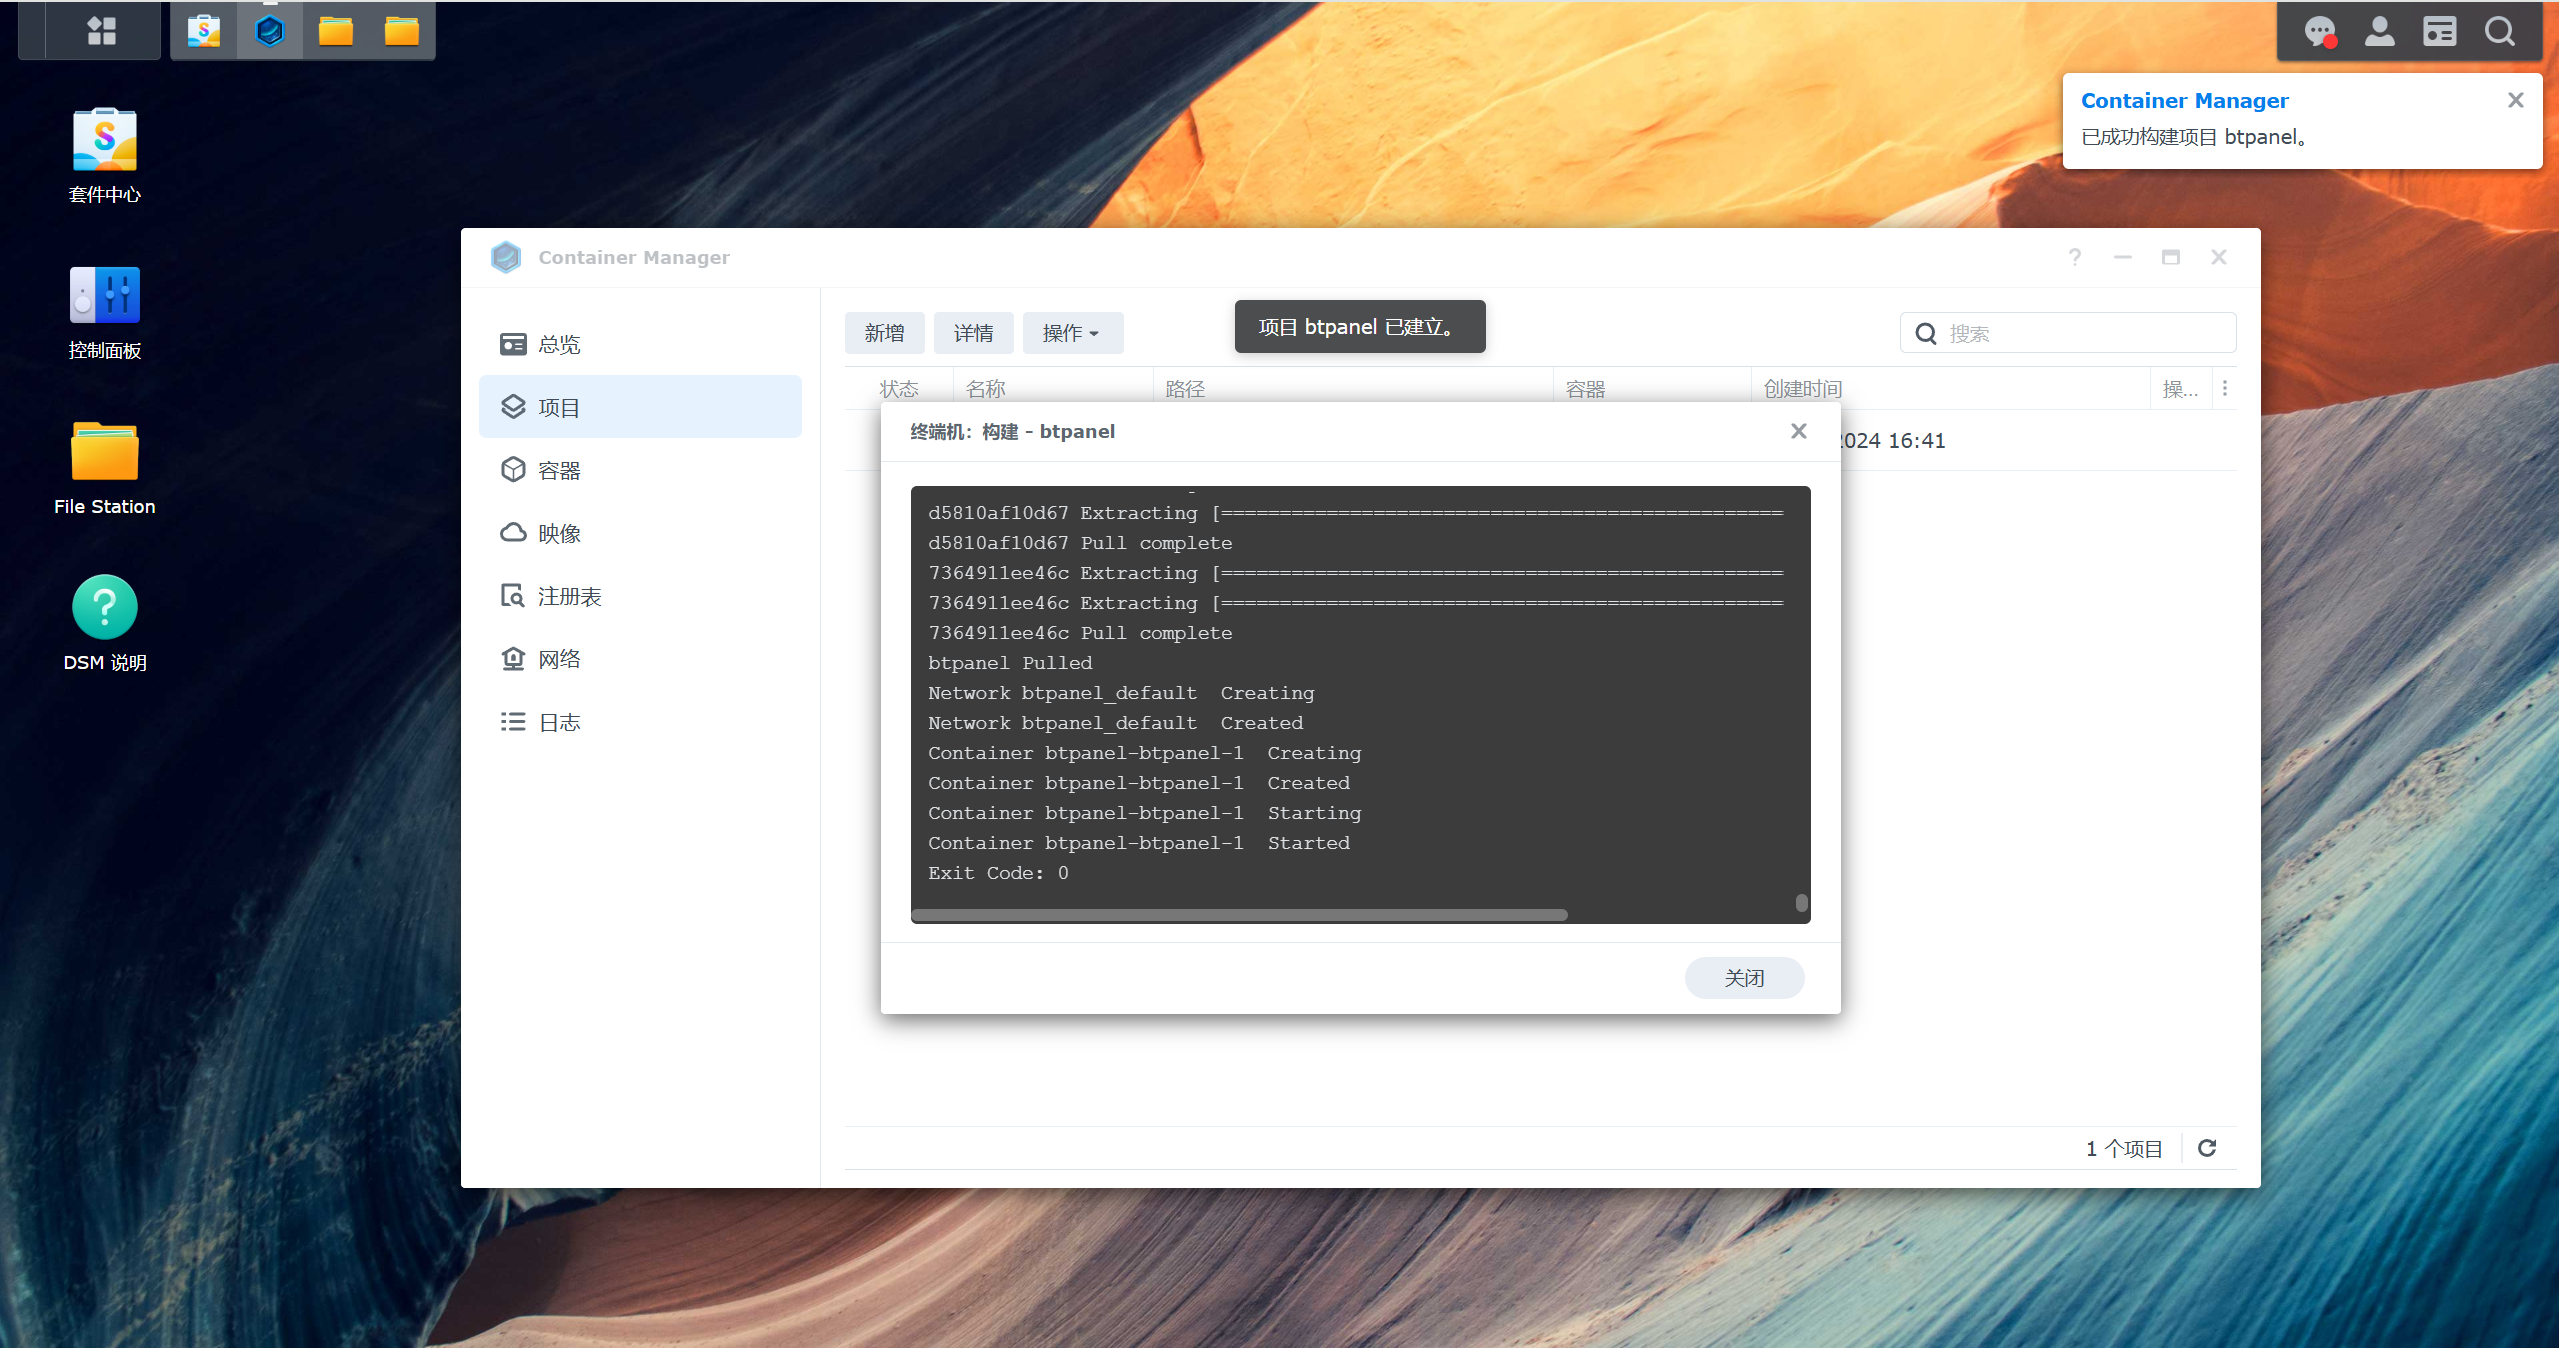 Container Manager
已成功构建项目 btpanel。
套件中心
控制面板
File Station
DSM 说明
Container Manager
总览
项目
容器
映像
注册表
网络
日志
新增
详情
操作
项目 btpanel 已建立。
搜索
状态
名称
路径
容器
创建时间
操...
2024 16:41
终端机：构建 - btpanel
d5810af10d67 Extracting [================================================
d5810af10d67 Pull complete
7364911ee46c Extracting [================================================
7364911ee46c Extracting [================================================
7364911ee46c Pull complete
btpanel Pulled
Network btpanel_default  Creating
Network btpanel_default  Created
Container btpanel-btpanel-1  Creating
Container btpanel-btpanel-1  Created
Container btpanel-btpanel-1  Starting
Container btpanel-btpanel-1  Started
Exit Code: 0
关闭
1 个项目